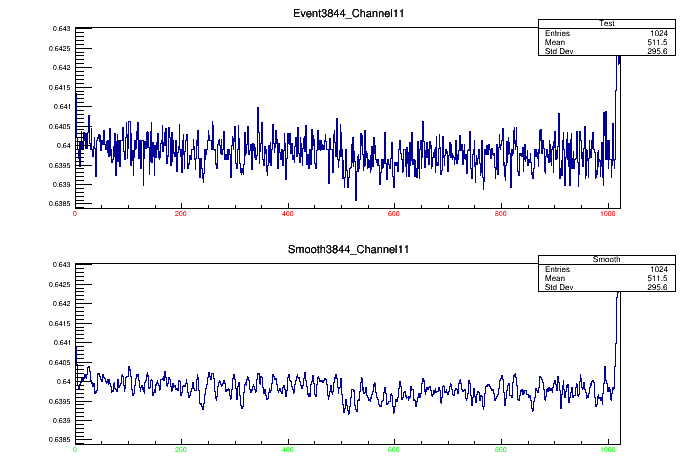 Event3844_Channel11
Test
Entries 1024
Mean 511.5
Std Dev 295.6
0.643
0.6425
0.642
0.6415
0.641
0.6405
0.64
0.6395
0.639
0.6385
0 200 400 600 800 1000
Smooth3844_Channel11
Smooth
Entries 1024
Mean 511.5
Std Dev 295.6
0.643
0.6425
0.642
0.6415
0.641
0.6405
0.64
0.6395
0.639
0.6385
0 200 400 600 800 1000